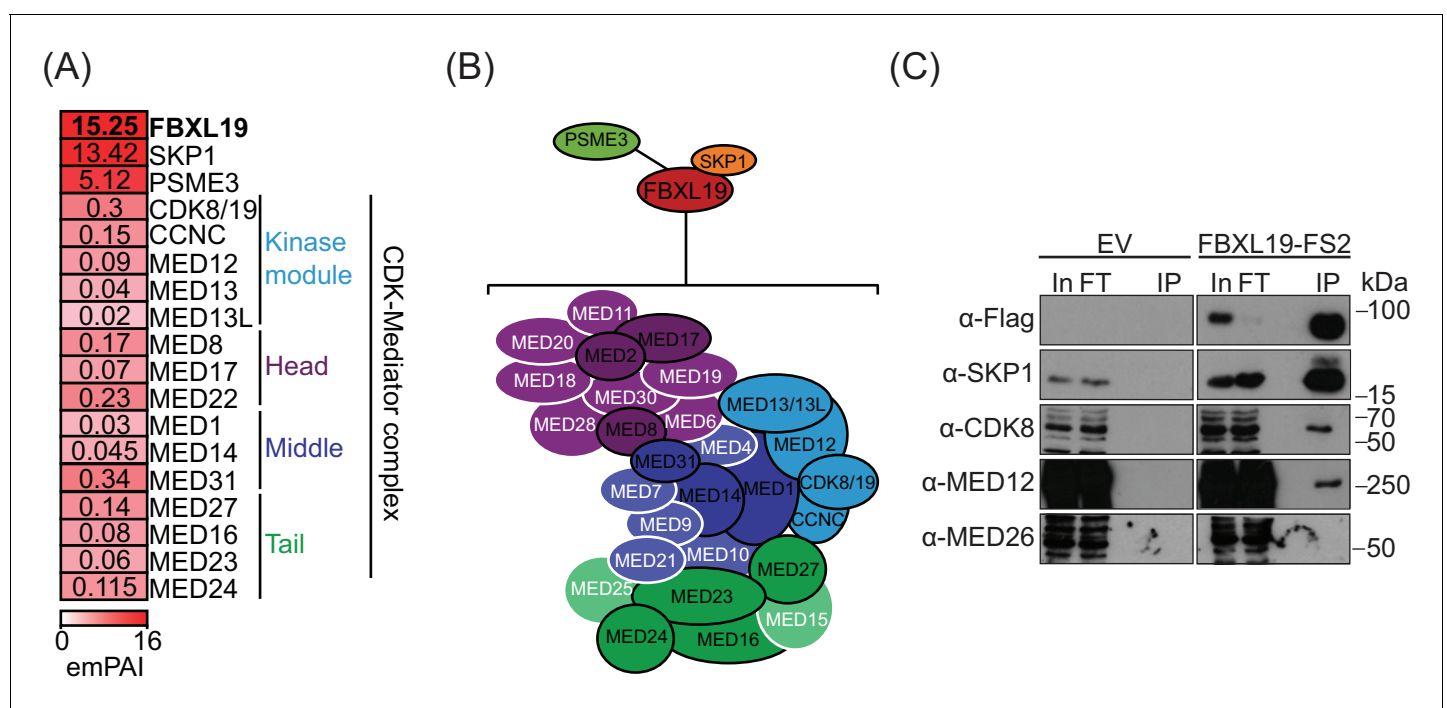 (A)
15.25 FBXL19
13.42 SKP1
5.12 PSME3
0.3 CDK8/19
0.15 CCNC
0.09 MED12
0.04 MED13
0.02 MED13L
0.17 MED8
0.07 MED17
0.23 MED22
0.03 MED1
0.045 MED14
0.34 MED31
0.14 MED27
0.08 MED16
0.06 MED23
0.115 MED24
Kinase
module
Head
Middle
Tail
CDK-Mediator complex
0 16
emPAI
(B)
PSME3
SKP1
FBXL19
MED11
MED20
MED2
MED17
MED18
MED19
MED30
MED28
MED8
MED6
MED13/13L
MED4
MED12
MED31
MED7
MED14
MED1
CDK8/19
MED9
CCNC
MED21
MED10
MED27
MED25
MED23
MED15
MED24
MED16
(C)
EV FBXL19-FS2
In FT IP In FT IP kDa
α-Flag –100
α-SKP1 –15
α-CDK8 –70
–50
α-MED12 –250
α-MED26 –50